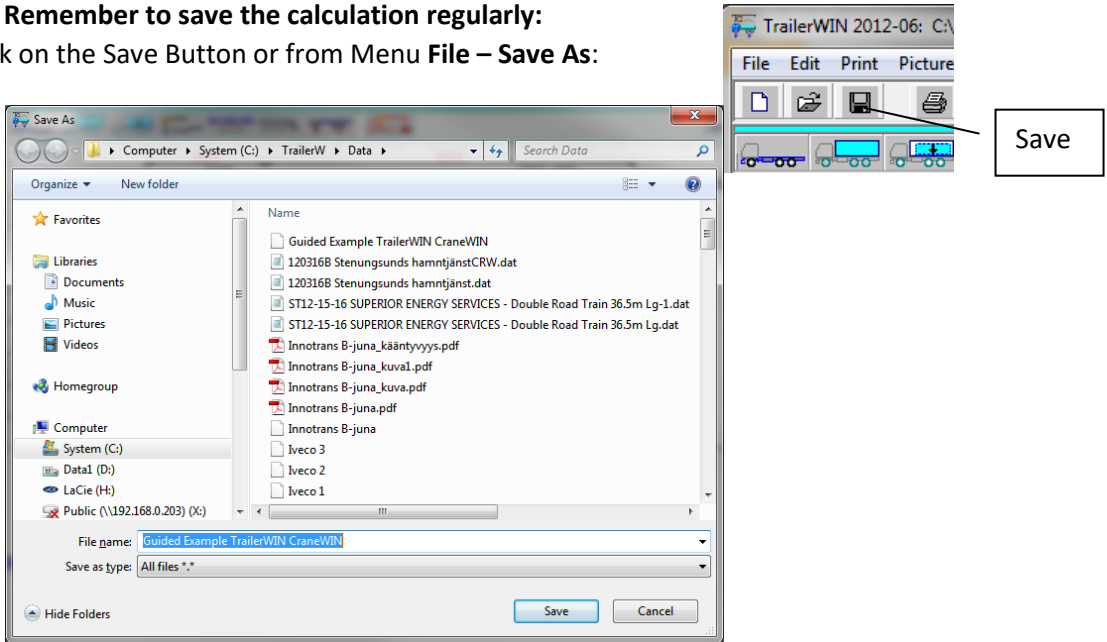 Remember to save the calculation regularly:
k on the Save Button or from Menu File – Save As:
TrailerWIN 2012-06: C:\
File Edit Print Picture
Save
Save As
Computer ▸ System (C:) ▸ TrailerW ▸ Data ▸
Search Data
Organize New folder
Favorites
Libraries
Documents
Music
Pictures
Videos
Homegroup
Computer
System (C:)
Data1 (D:)
LaCie (H:)
Public (\\192.168.0.203) (X:)
Name
Guided Example TrailerWIN CraneWIN
120316B Stenungsunds hamntjänstCRW.dat
120316B Stenungsunds hamntjänst.dat
ST12-15-16 SUPERIOR ENERGY SERVICES - Double Road Train 36.5m Lg-1.dat
ST12-15-16 SUPERIOR ENERGY SERVICES - Double Road Train 36.5m Lg.dat
Innotrans B-juna_kääntyvyys.pdf
Innotrans B-juna_kuva1.pdf
Innotrans B-juna_kuva.pdf
Innotrans B-juna.pdf
Innotrans B-juna
Iveco 3
Iveco 2
Iveco 1
File name: Guided Example TrailerWIN CraneWIN
Save as type: All files *.*
Hide Folders
Save Cancel